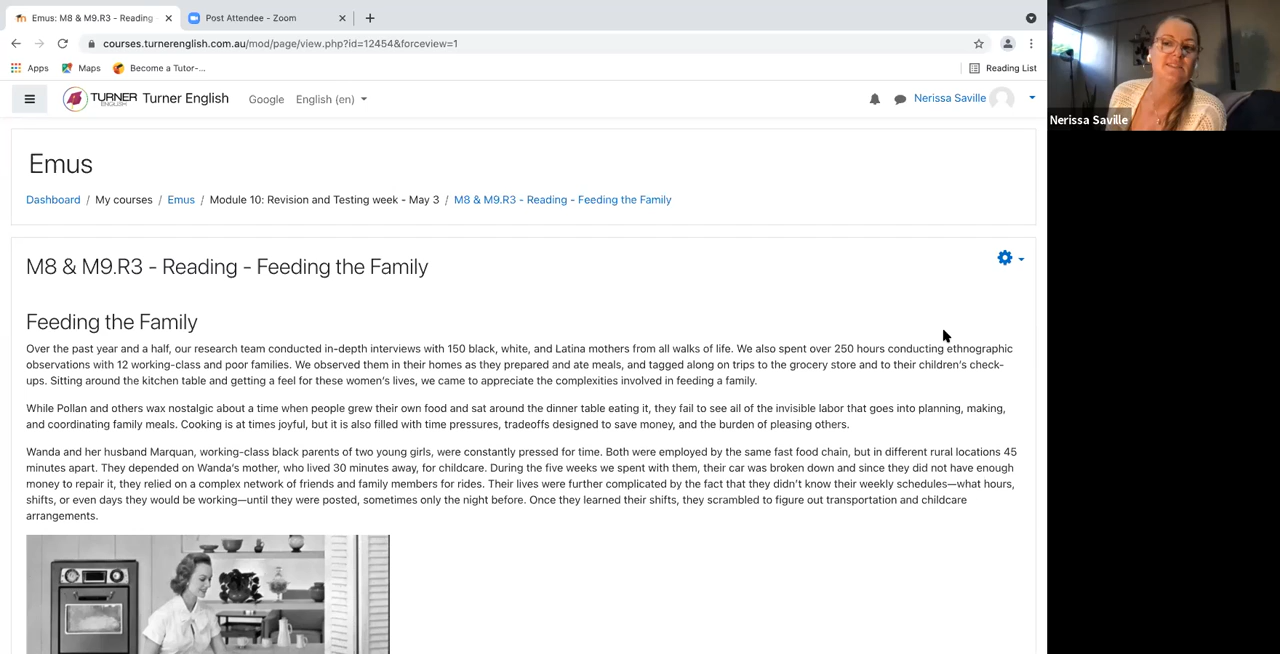 Emus: M8 & M9.R3 - Reading
Post Attendee - Zoom
courses.turnerenglish.com.au/mod/page/view.php?id=12454&forceview=1
Apps Maps Become a Tutor-... Reading List
TURNER ENGLISH Turner English Google English (en) Nerissa Saville
Nerissa Saville
Emus
Dashboard / My courses / Emus / Module 10: Revision and Testing week - May 3 / M8 & M9.R3 - Reading - Feeding the Family
M8 & M9.R3 - Reading - Feeding the Family
Feeding the Family
Over the past year and a half, our research team conducted in-depth interviews with 150 black, white, and Latina mothers from all walks of life. We also spent over 250 hours conducting ethnographic
observations with 12 working-class and poor families. We observed them in their homes as they prepared and ate meals, and tagged along on trips to the grocery store and to their children's check-
ups. Sitting around the kitchen table and getting a feel for these women's lives, we came to appreciate the complexities involved in feeding a family.
While Pollan and others wax nostalgic about a time when people grew their own food and sat around the dinner table eating it, they fail to see all of the invisible labor that goes into planning, making,
and coordinating family meals. Cooking is at times joyful, but it is also filled with time pressures, tradeoffs designed to save money, and the burden of pleasing others.
Wanda and her husband Marquan, working-class black parents of two young girls, were constantly pressed for time. Both were employed by the same fast food chain, but in different rural locations 45
minutes apart. They depended on Wanda's mother, who lived 30 minutes away, for childcare. During the five weeks we spent with them, their car was broken down and since they did not have enough
money to repair it, they relied on a complex network of friends and family members for rides. Their lives were further complicated by the fact that they didn't know their weekly schedules—what hours,
shifts, or even days they would be working—until they were posted, sometimes only the night before. Once they learned their shifts, they scrambled to figure out transportation and childcare
arrangements.